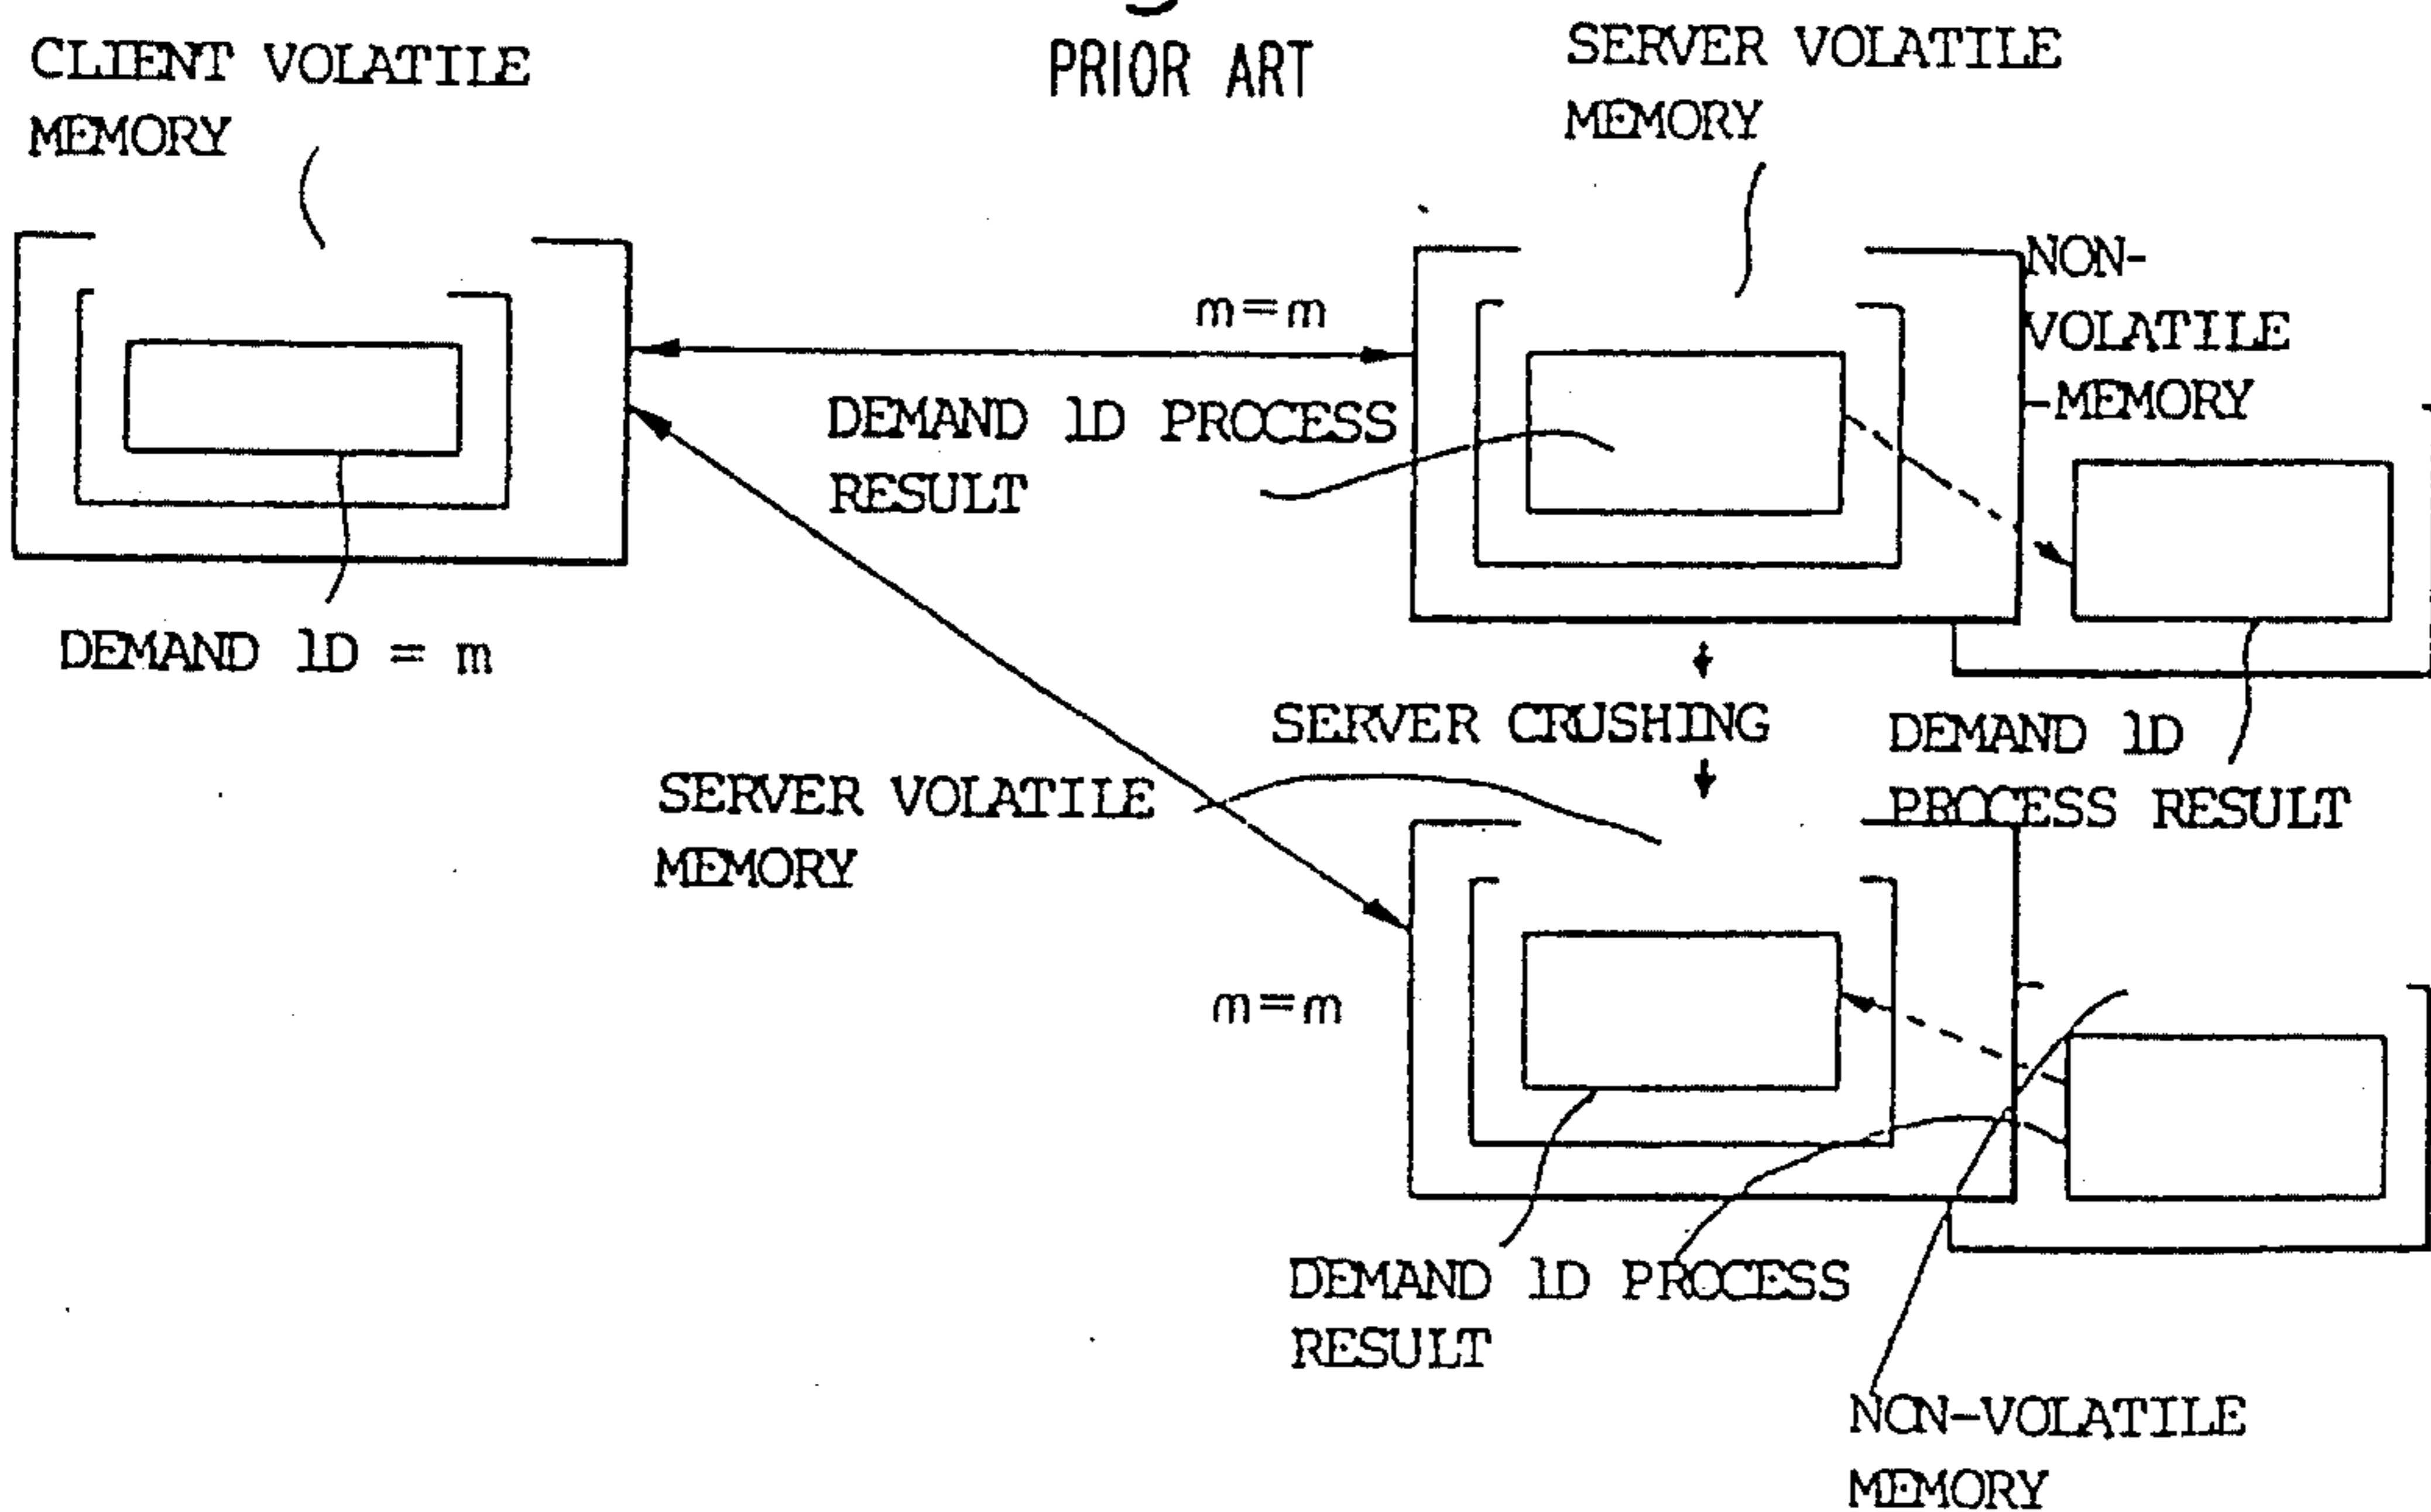 PRIOR ART
CLIENT VOLATILE
MEMORY
SERVER VOLATILE
MEMORY
NON-
VOLATILE
MEMORY
m=m
DEMAND 1D PROCESS
RESULT
DEMAND 1D = m
SERVER CRUSHING
DEMAND 1D
PROCESS RESULT
SERVER VOLATILE
MEMORY
m=m
DEMAND 1D PROCESS
RESULT
NON-VOLATILE
MEMORY